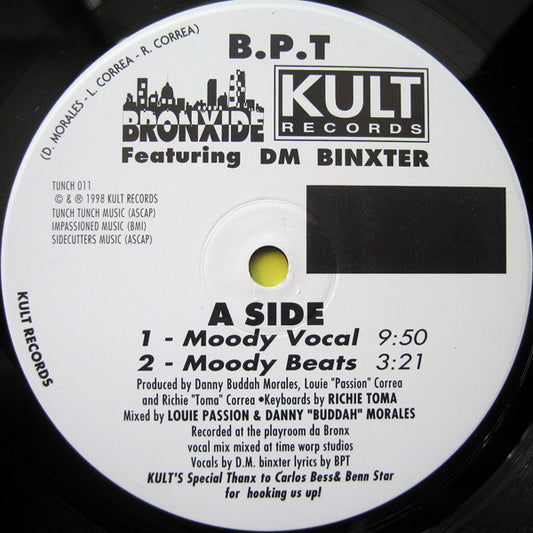 B.P.T
(D. MORALES - L. CORREA - R. CORREA)
BRONXIDE
KULT
RECORDS
Featuring DM BINXTER
TUNCH 011
© & ℗ 1998 KULT RECORDS
TUNCH TUNCH MUSIC (ASCAP)
IMPASSIONED MUSIC (BMI)
SIDECUTTERS MUSIC (ASCAP)
KULT RECORDS
A SIDE
1 - Moody Vocal 9:50
2 - Moody Beats 3:21
Produced by Danny Buddah Morales, Louie "Passion" Correa
and Richie "Toma" Correa •Keyboards by RICHIE TOMA
Mixed by LOUIE PASSION & DANNY "BUDDAH" MORALES
Recorded at the playroom da Bronx
vocal mix mixed at time worp studios
Vocals by D.M. binxter lyrics by BPT
KULT'S Special Thanx to Carlos Bess& Benn Star
for hooking us up!